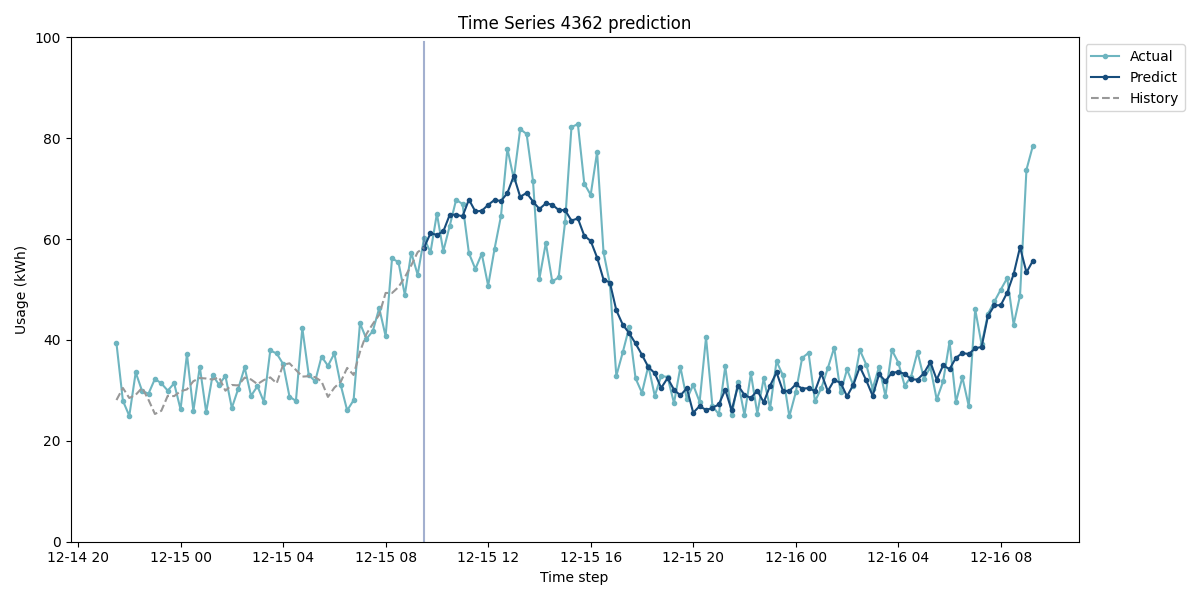 Time Series 4362 prediction
100
80
60
40
20
0
Usage (kWh)
12-14 20
12-15 00
12-15 04
12-15 08
12-15 12
12-15 16
12-15 20
12-16 00
12-16 04
12-16 08
Time step
Actual
Predict
History